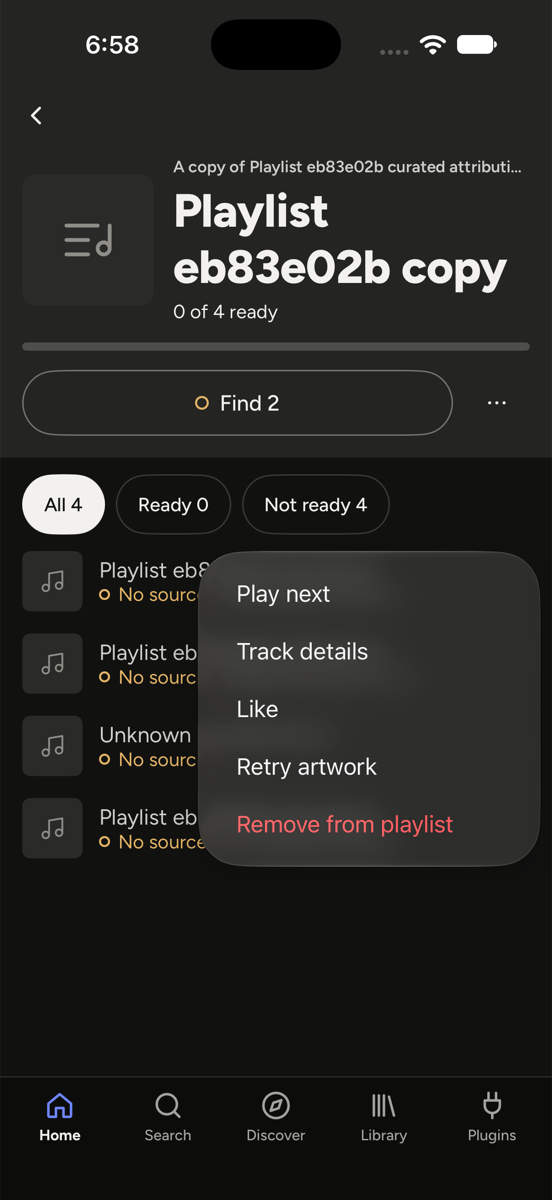 6:58
A copy of Playlist eb83e02b curated attributi...
Playlist
eb83e02b copy
0 of 4 ready
Find 2
All 4
Ready 0
Not ready 4
Playlist eb8
No source
Playlist eb
No sourc
Unknown
No sourc
Playlist eb
No source
Play next
Track details
Like
Retry artwork
Remove from playlist
Home
Search
Discover
Library
Plugins